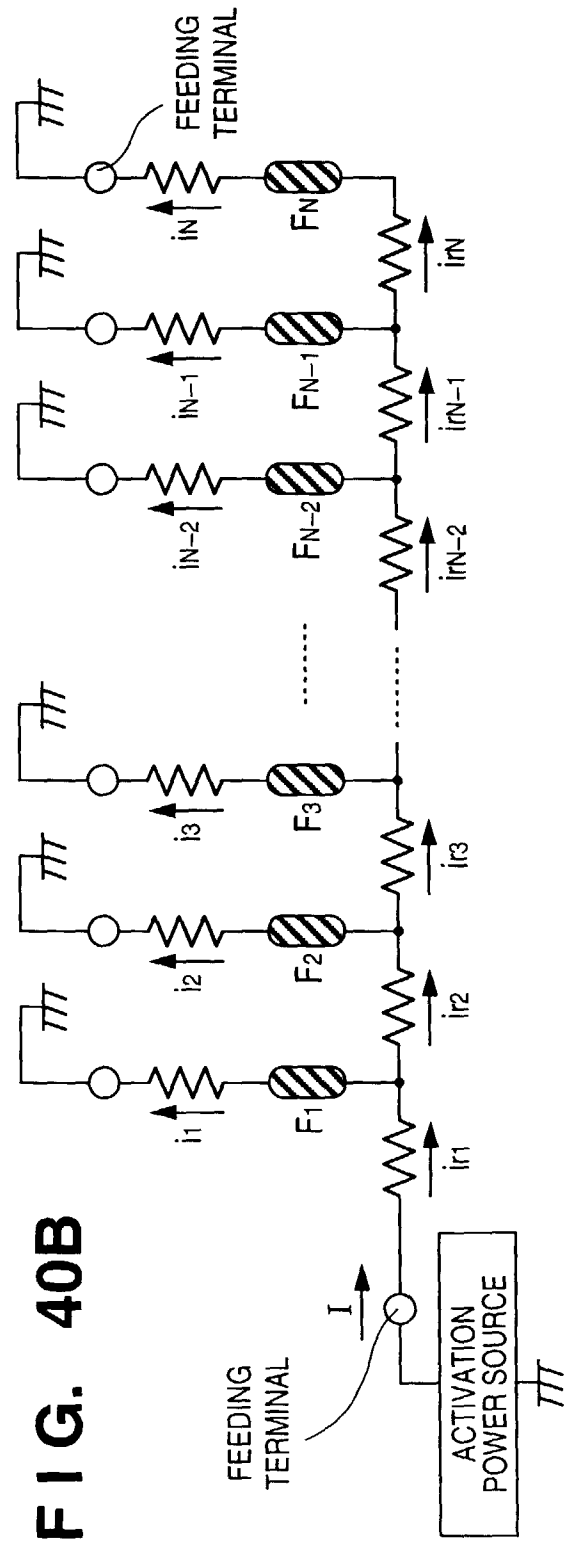 FIG. 40B
FEEDING
TERMINAL
I
ACTIVATION
POWER SOURCE
i1
i2
i3
iN-2
iN-1
iN
FEEDING
TERMINAL
F1
F2
F3
FN-2
FN-1
FN
ir1
ir2
ir3
irN-2
irN-1
irN